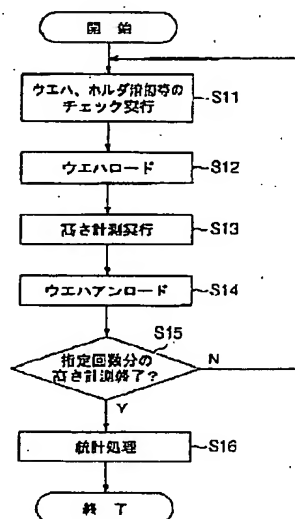 開 始
ウエハ、ホルダ接触等の
チェック実行
S11
ウエハロード
S12
高さ計測実行
S13
ウエハアンロード
S14
S15
指定回数分の
高さ計測終了?
N
Y
統計処理
S16
終 了